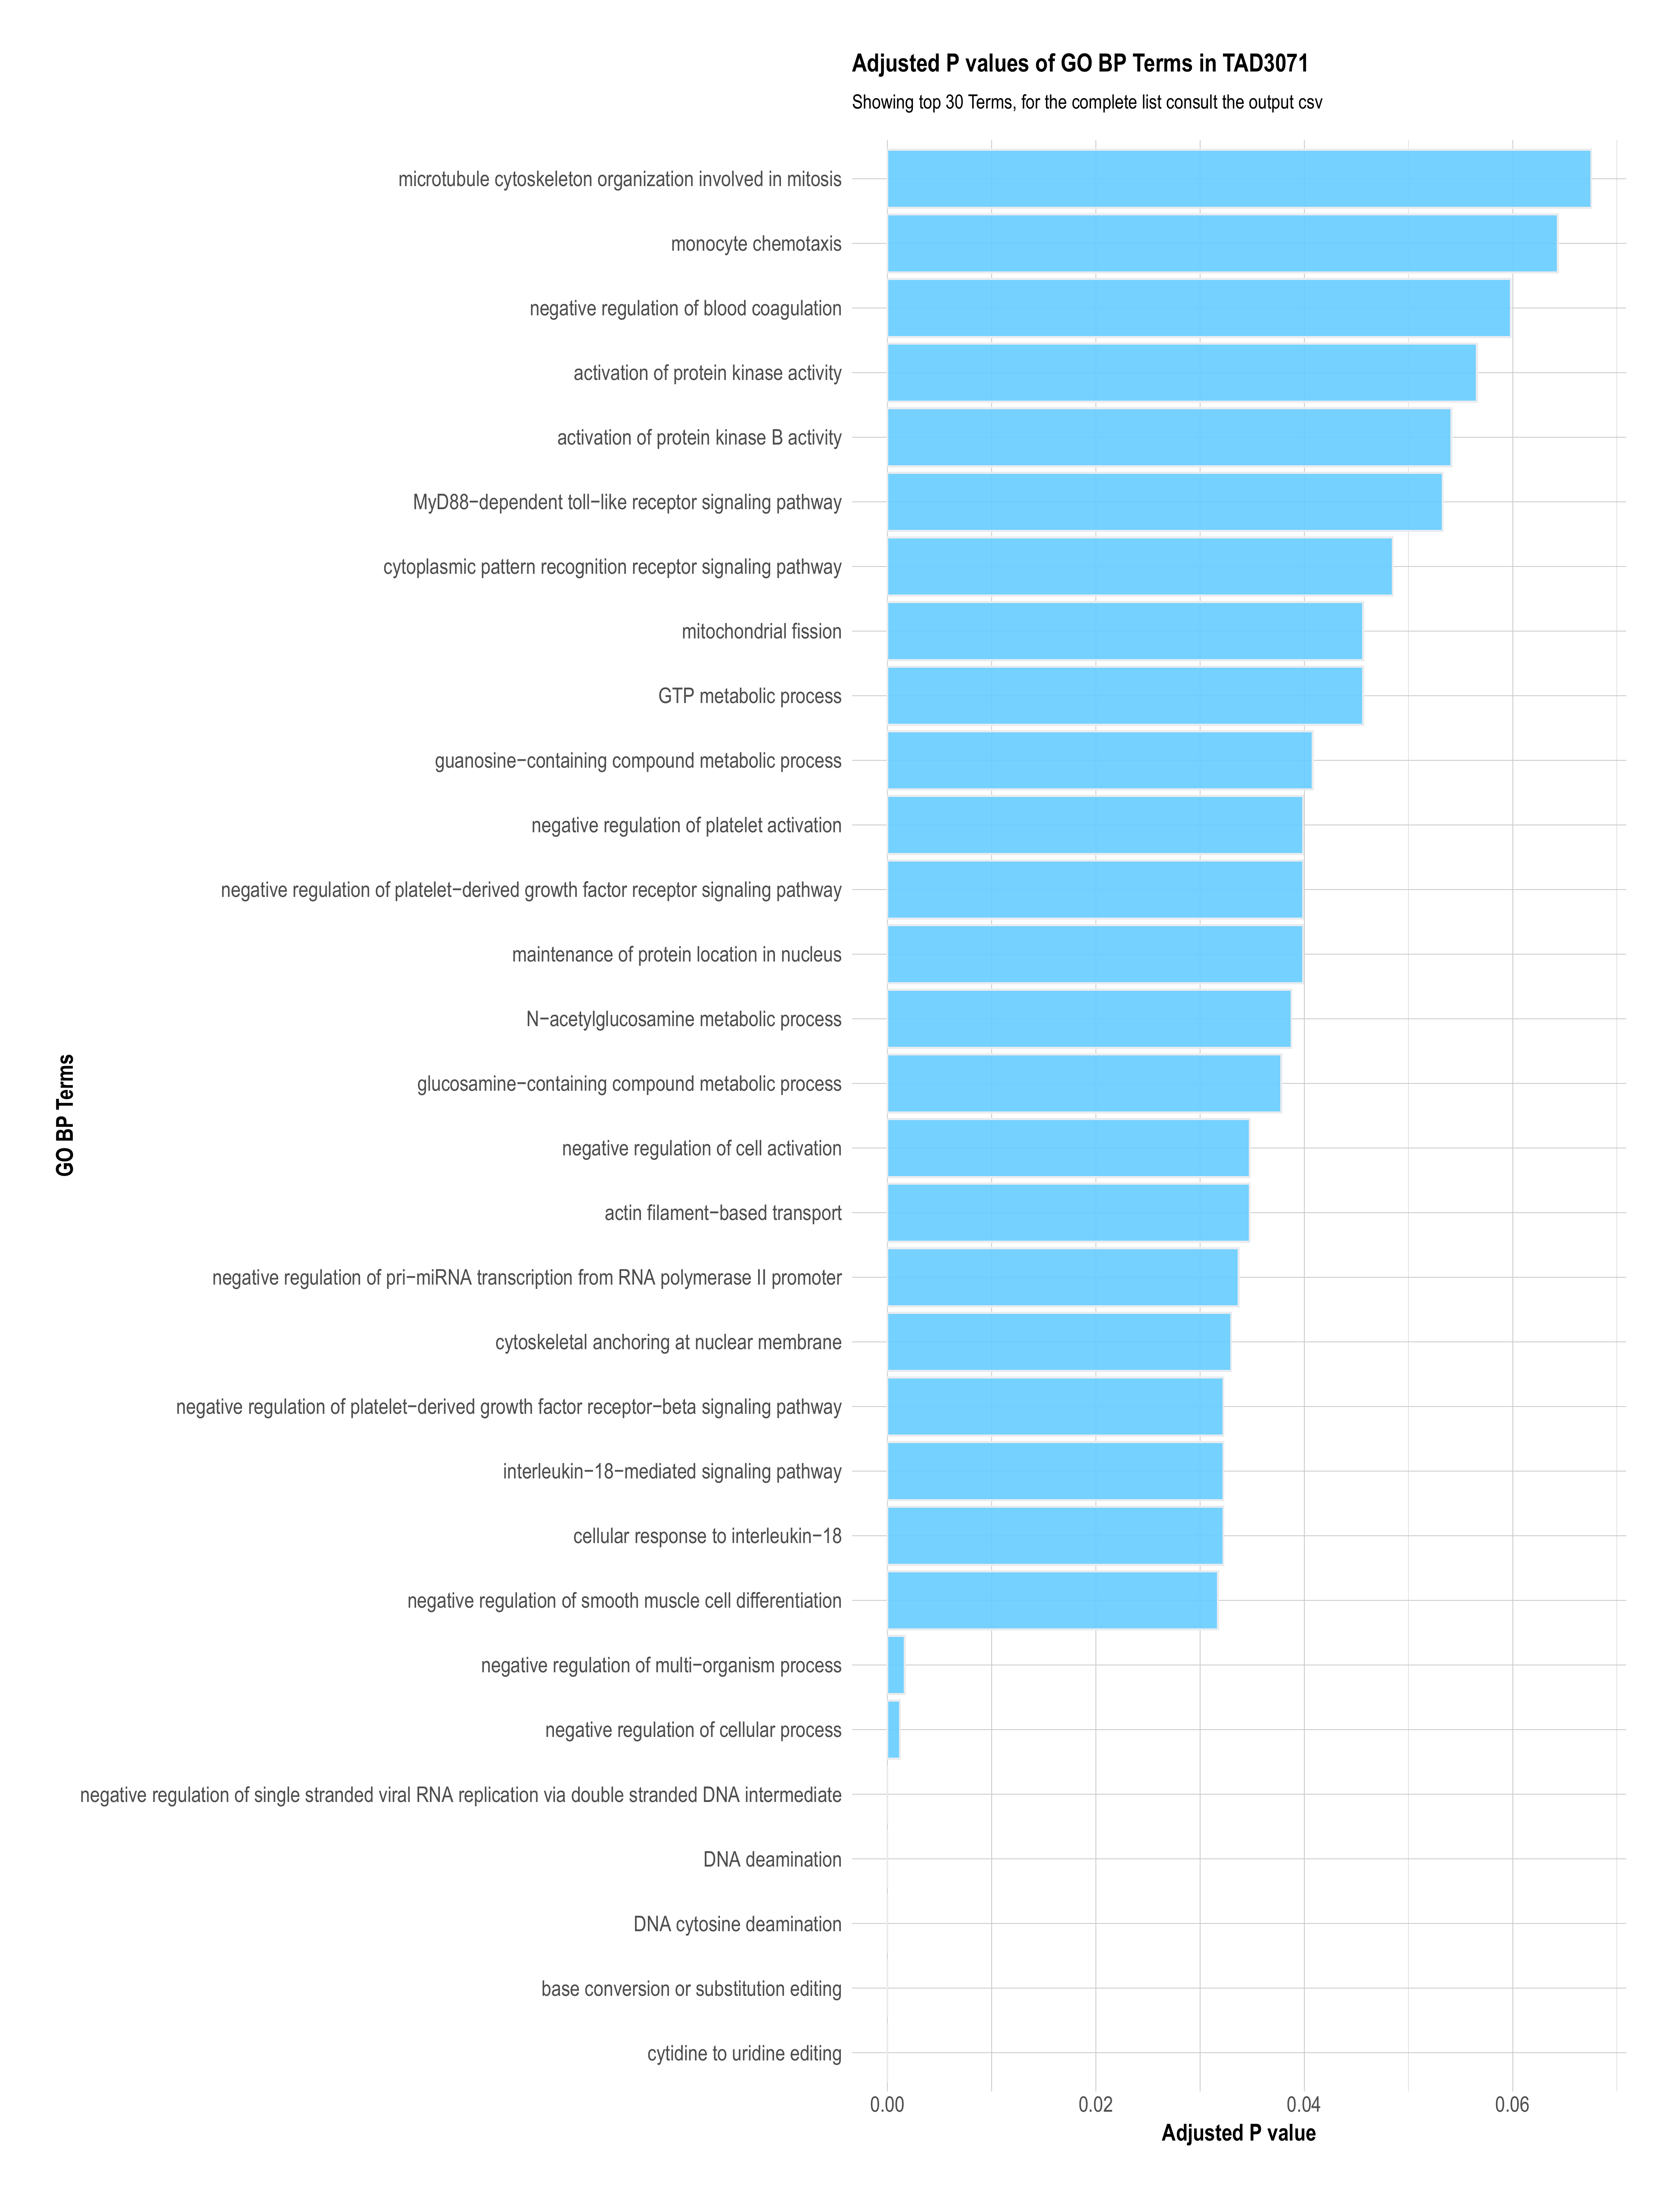 Adjusted P values of GO BP Terms in TAD3071
Showing top 30 Terms, for the complete list consult the output csv
microtubule cytoskeleton organization involved in mitosis
monocyte chemotaxis
negative regulation of blood coagulation
activation of protein kinase activity
activation of protein kinase B activity
MyD88−dependent toll−like receptor signaling pathway
cytoplasmic pattern recognition receptor signaling pathway
mitochondrial fission
GTP metabolic process
guanosine−containing compound metabolic process
negative regulation of platelet activation
negative regulation of platelet−derived growth factor receptor signaling pathway
maintenance of protein location in nucleus
N−acetylglucosamine metabolic process
glucosamine−containing compound metabolic process
negative regulation of cell activation
actin filament−based transport
negative regulation of pri−miRNA transcription from RNA polymerase II promoter
cytoskeletal anchoring at nuclear membrane
negative regulation of platelet−derived growth factor receptor−beta signaling pathway
interleukin−18−mediated signaling pathway
cellular response to interleukin−18
negative regulation of smooth muscle cell differentiation
negative regulation of multi−organism process
negative regulation of cellular process
negative regulation of single stranded viral RNA replication via double stranded DNA intermediate
DNA deamination
DNA cytosine deamination
base conversion or substitution editing
cytidine to uridine editing
GO BP Terms
0.00 0.02 0.04 0.06
Adjusted P value